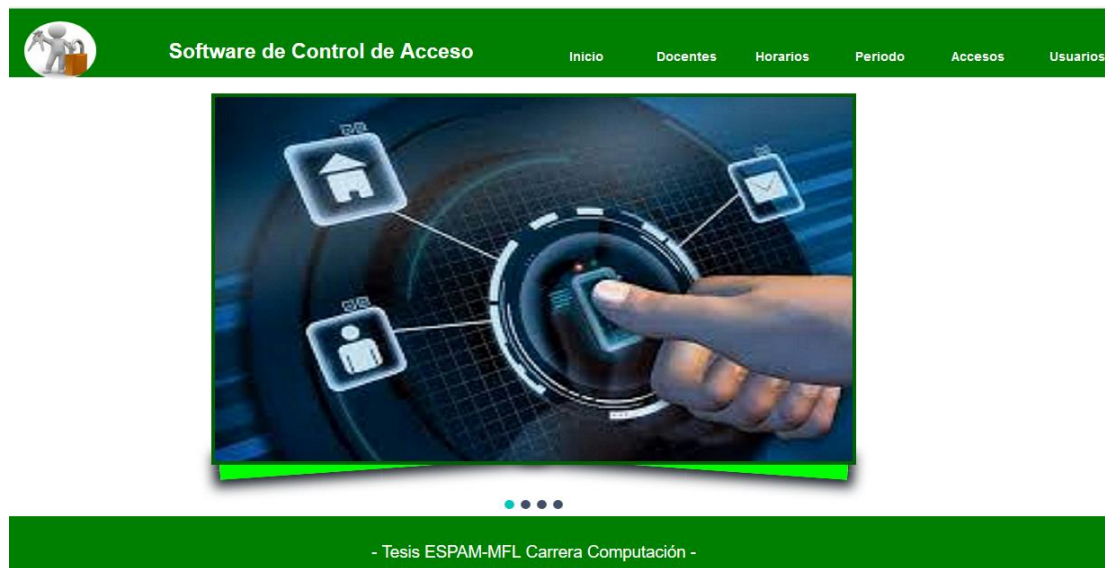 Software de Control de Acceso
Inicio Docentes Horarios Periodo Accesos Usuarios
- Tesis ESPAM-MFL Carrera Computación -